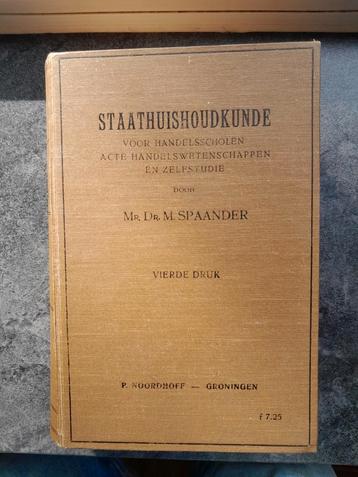 STAATHUISHOUDKUNDE
VOOR HANDELSSCHOLEN
ACTE HANDELSWETENSCHAPPEN
EN ZELFSTUDIE
DOOR
MR. DR. M. SPAANDER
VIERDE DRUK
P. NOORDHOFF — GRONINGEN
f 7.25